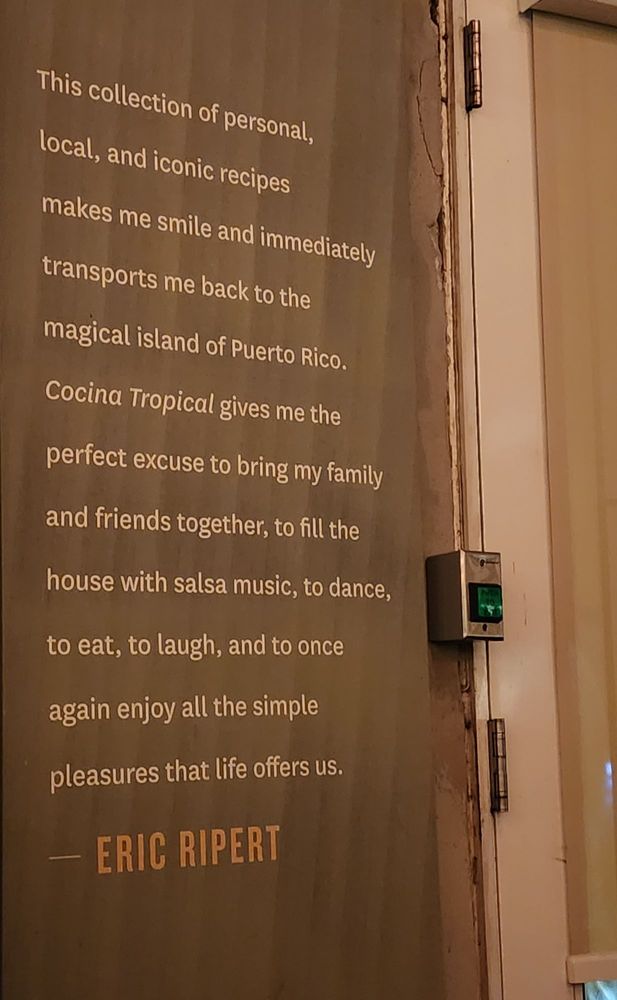 This collection of personal,
local, and iconic recipes
makes me smile and immediately
transports me back to the
magical island of Puerto Rico.
Cocina Tropical gives me the
perfect excuse to bring my family
and friends together, to fill the
house with salsa music, to dance,
to eat, to laugh, and to once
again enjoy all the simple
pleasures that life offers us.
— ERIC RIPERT